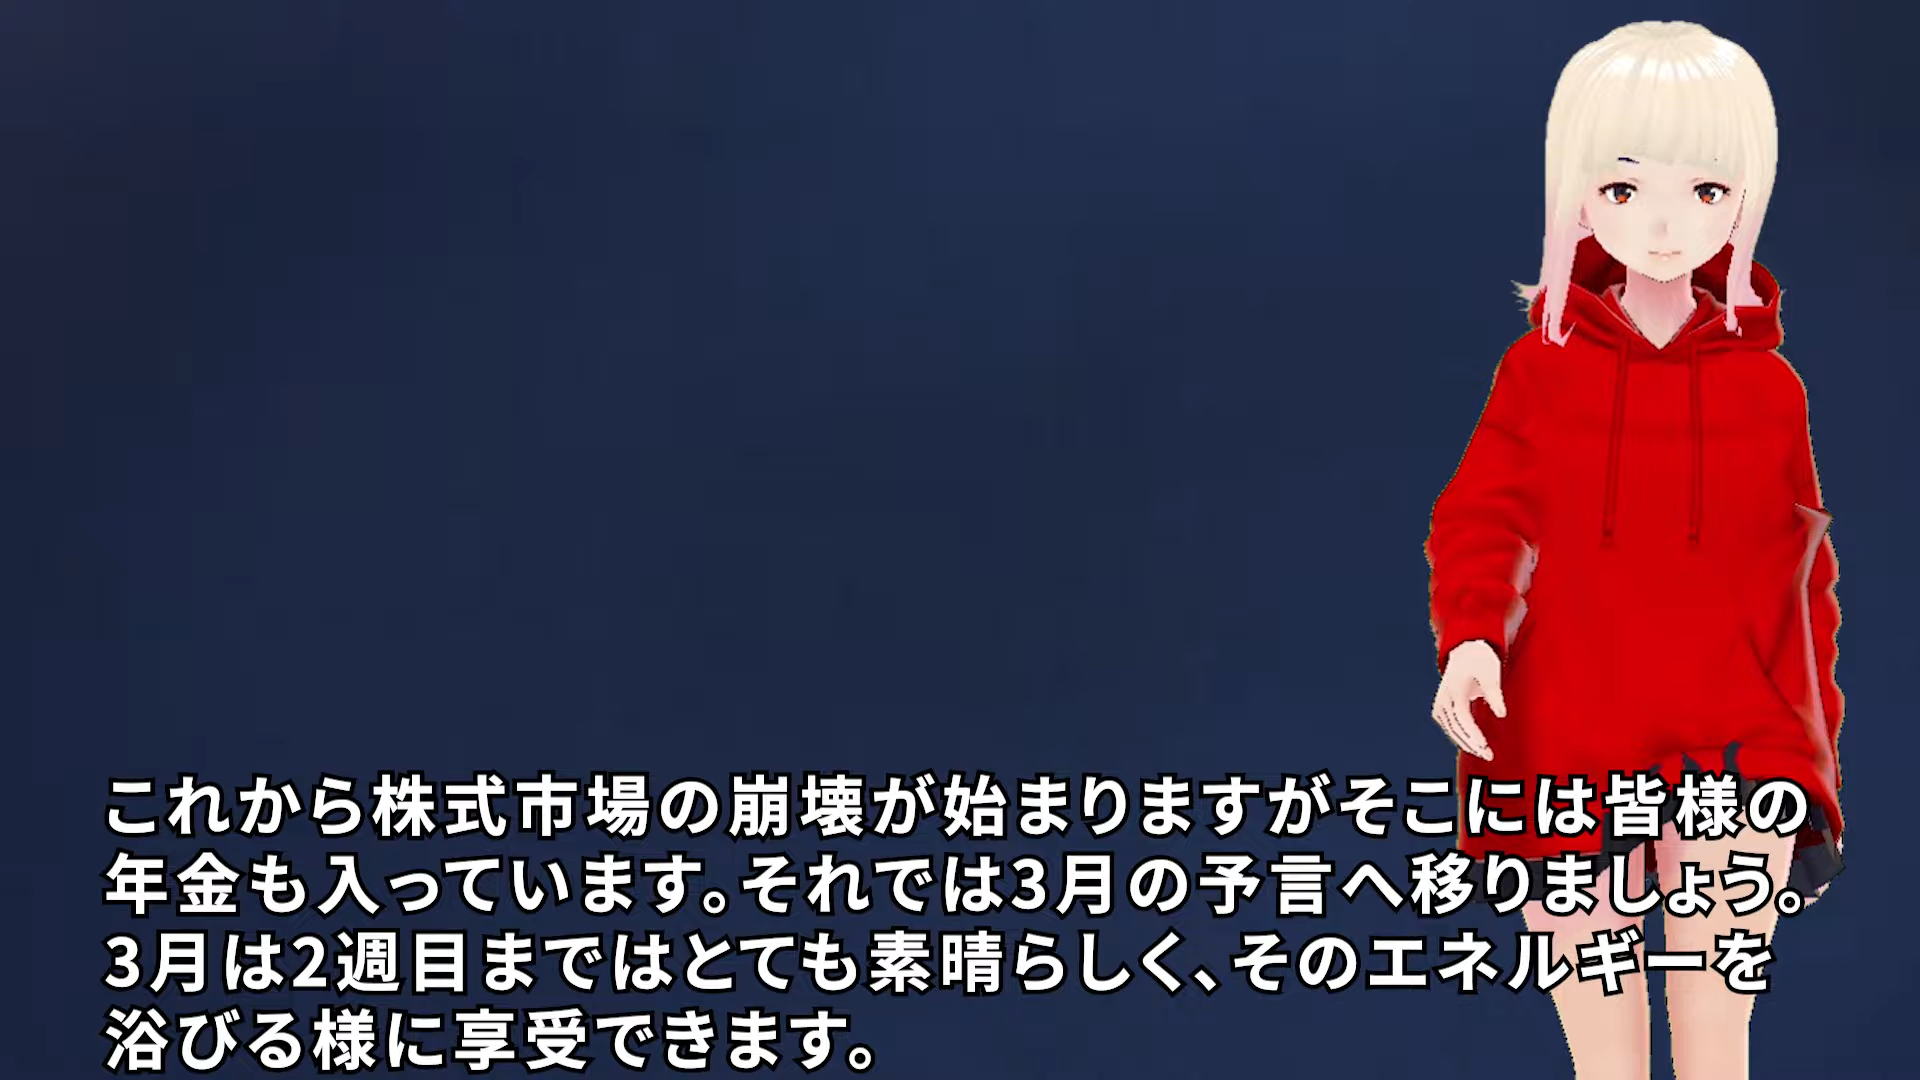 これから株式市場の崩壊が始まりますがそこには皆様の
年金も入っています。それでは3月の予言へ移りましょう。
3月は2週目まではとても素晴らしく、そのエネルギーを
浴びる様に享受できます。